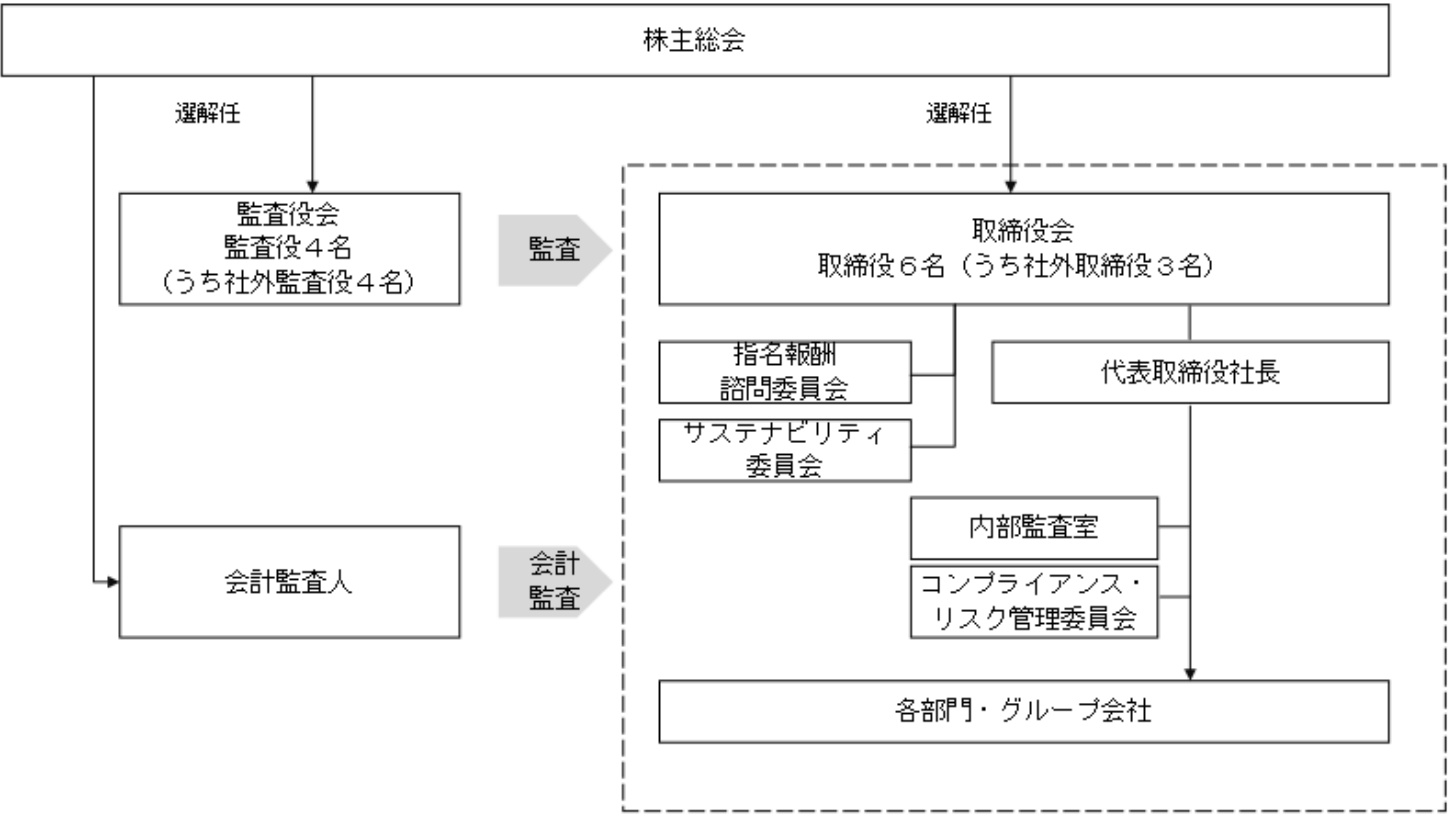 株主総会
選解任
選解任
監査役会
監査役４名
（うち社外監査役４名）
監査
取締役会
取締役６名（うち社外取締役３名）
指名報酬
諮問委員会
代表取締役社長
サステナビリティ
委員会
内部監査室
コンプライアンス・
リスク管理委員会
会計監査人
会計
監査
各部門・グループ会社